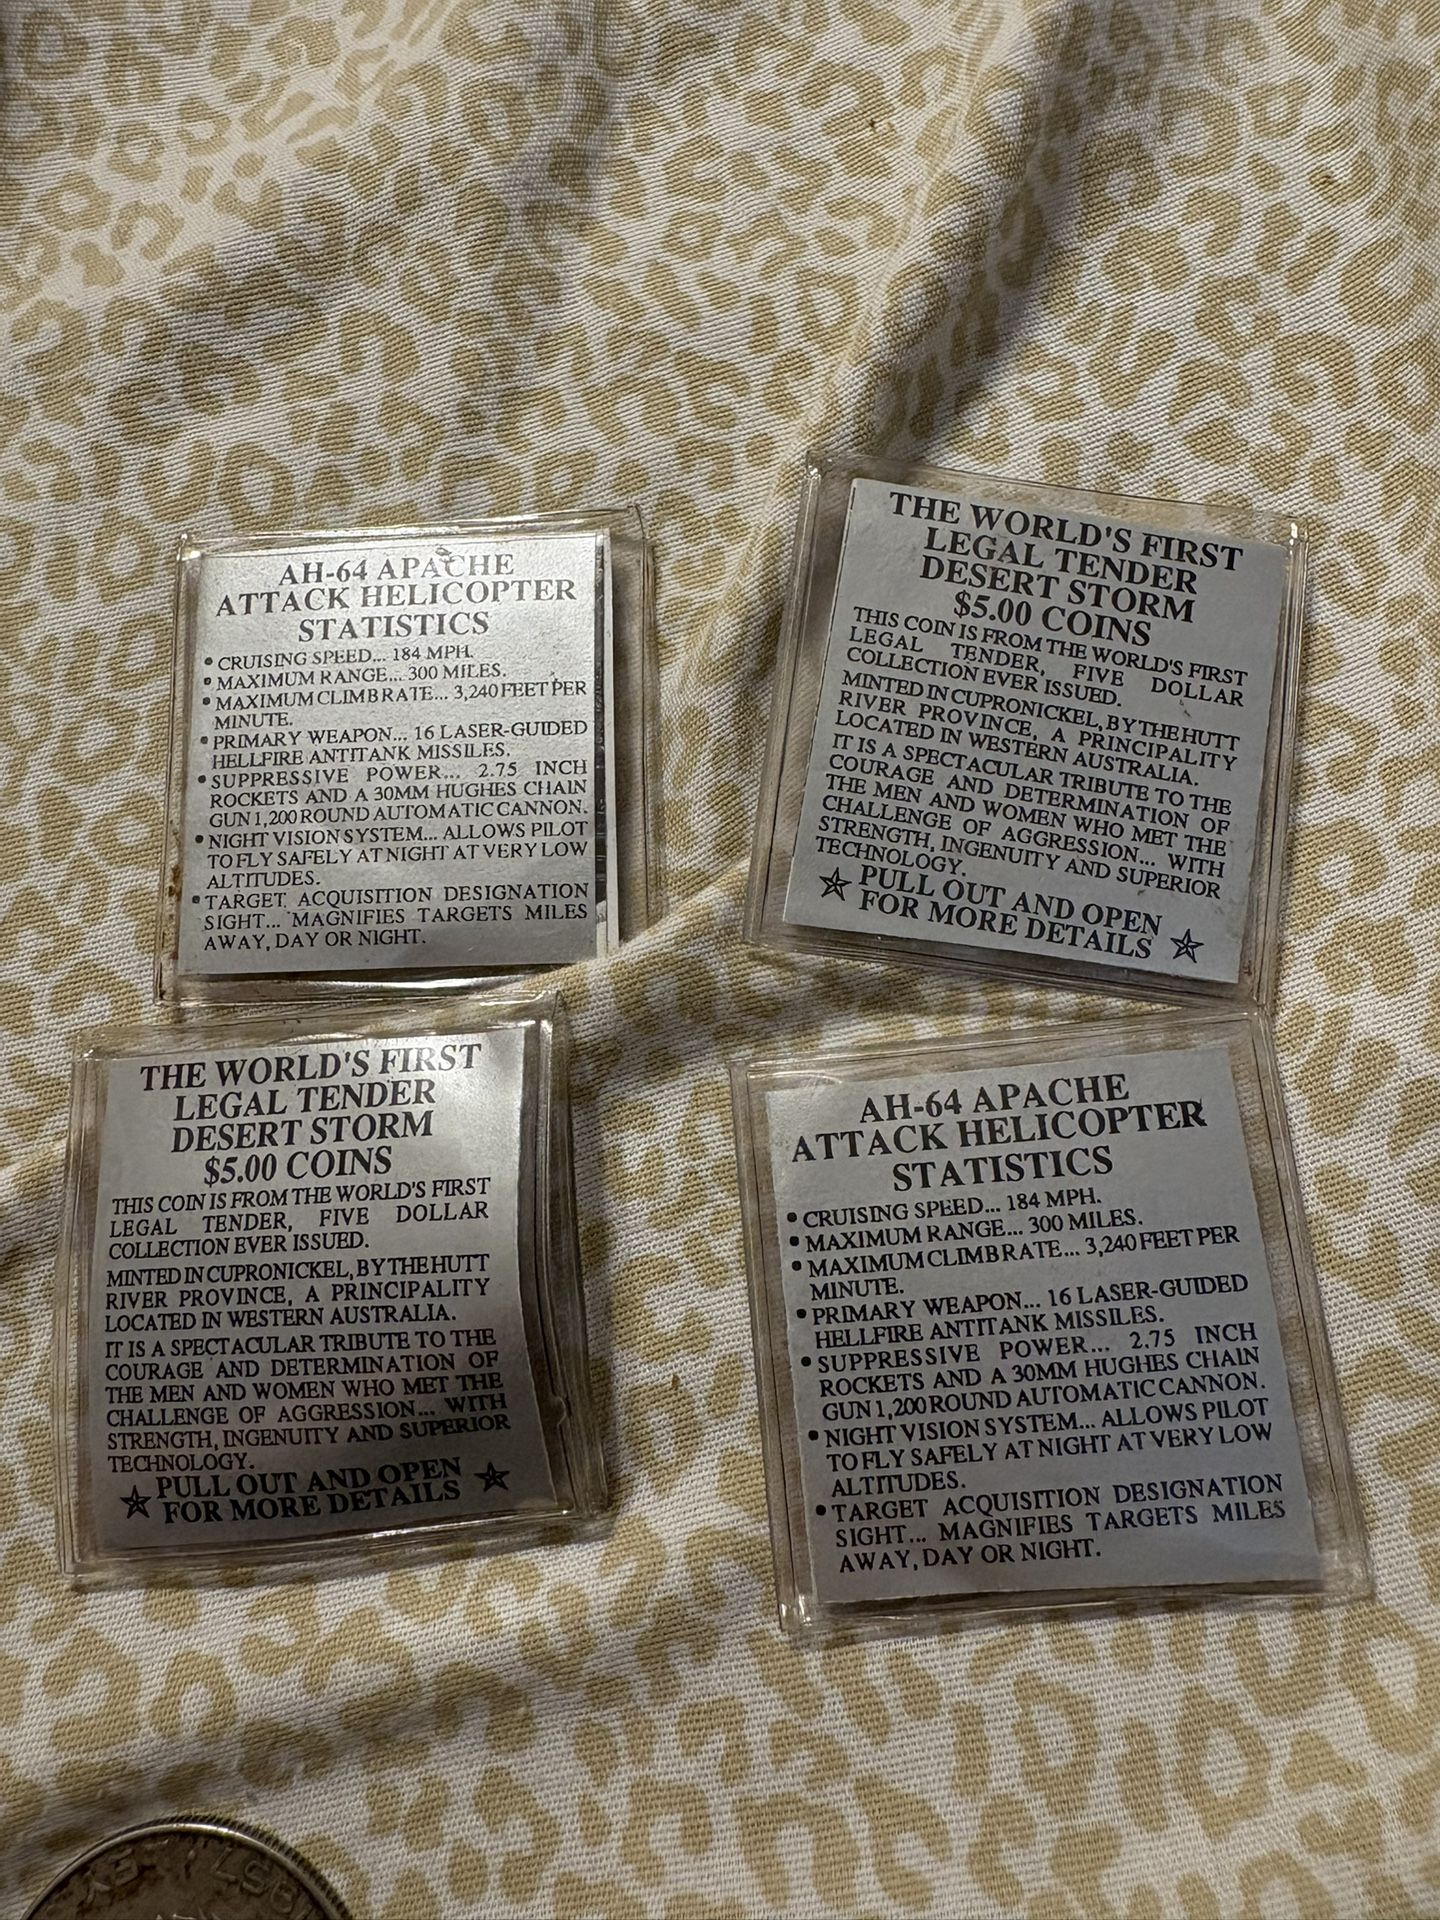 AH-64 APACHE
ATTACK HELICOPTER
STATISTICS
• CRUISING SPEED... 184 MPH.
• MAXIMUM RANGE... 300 MILES.
• MAXIMUM CLIMB RATE... 3,240 FEET PER
MINUTE.
• PRIMARY WEAPON... 16 LASER-GUIDED
HELLFIRE ANTITANK MISSILES.
• SUPPRESSIVE POWER... 2.75 INCH
ROCKETS AND A 30MM HUGHES CHAIN
GUN 1,200 ROUND AUTOMATIC CANNON.
• NIGHT VISION SYSTEM... ALLOWS PILOT
TO FLY SAFELY AT NIGHT AT VERY LOW
ALTITUDES.
• TARGET ACQUISITION DESIGNATION
SIGHT... MAGNIFIES TARGETS MILES
AWAY, DAY OR NIGHT.
THE WORLD'S FIRST
LEGAL TENDER
DESERT STORM
$5.00 COINS
THIS COIN IS FROM THE WORLD'S FIRST
LEGAL TENDER, FIVE DOLLAR
COLLECTION EVER ISSUED.
MINTED IN CUPRONICKEL, BY THE HUTT
RIVER PROVINCE, A PRINCIPALITY
LOCATED IN WESTERN AUSTRALIA.
IT IS A SPECTACULAR TRIBUTE TO THE
COURAGE AND DETERMINATION OF
THE MEN AND WOMEN WHO MET THE
CHALLENGE OF AGGRESSION... WITH
STRENGTH, INGENUITY AND SUPERIOR
TECHNOLOGY.
PULL OUT AND OPEN
FOR MORE DETAILS
THE WORLD'S FIRST
LEGAL TENDER
DESERT STORM
$5.00 COINS
THIS COIN IS FROM THE WORLD'S FIRST
LEGAL TENDER, FIVE DOLLAR
COLLECTION EVER ISSUED.
MINTED IN CUPRONICKEL, BY THE HUTT
RIVER PROVINCE, A PRINCIPALITY
LOCATED IN WESTERN AUSTRALIA.
IT IS A SPECTACULAR TRIBUTE TO THE
COURAGE AND DETERMINATION OF
THE MEN AND WOMEN WHO MET THE
CHALLENGE OF AGGRESSION... WITH
STRENGTH, INGENUITY AND SUPERIOR
TECHNOLOGY.
PULL OUT AND OPEN
FOR MORE DETAILS
AH-64 APACHE
ATTACK HELICOPTER
STATISTICS
• CRUISING SPEED... 184 MPH.
• MAXIMUM RANGE... 300 MILES.
• MAXIMUM CLIMB RATE... 3,240 FEET PER
MINUTE.
• PRIMARY WEAPON... 16 LASER-GUIDED
HELLFIRE ANTITANK MISSILES.
• SUPPRESSIVE POWER... 2.75 INCH
ROCKETS AND A 30MM HUGHES CHAIN
GUN 1,200 ROUND AUTOMATIC CANNON.
• NIGHT VISION SYSTEM... ALLOWS PILOT
TO FLY SAFELY AT NIGHT AT VERY LOW
ALTITUDES.
• TARGET ACQUISITION DESIGNATION
SIGHT... MAGNIFIES TARGETS MILES
AWAY, DAY OR NIGHT.